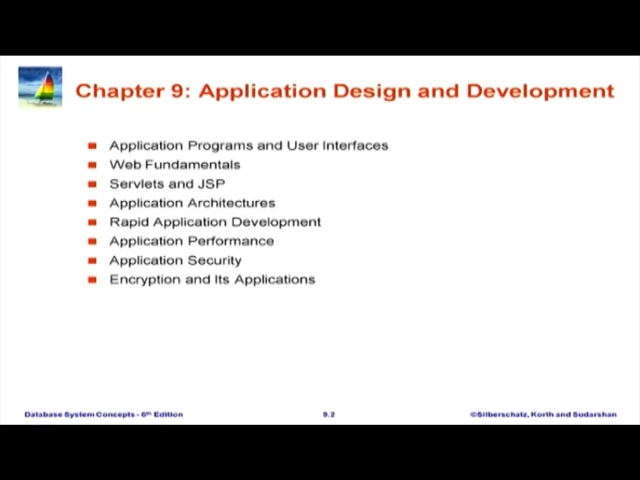 Chapter 9: Application Design and Development
Application Programs and User Interfaces
Web Fundamentals
Servlets and JSP
Application Architectures
Rapid Application Development
Application Performance
Application Security
Encryption and Its Applications
Database System Concepts - 6th Edition
9.2
©Silberschatz, Korth and Sudarshan